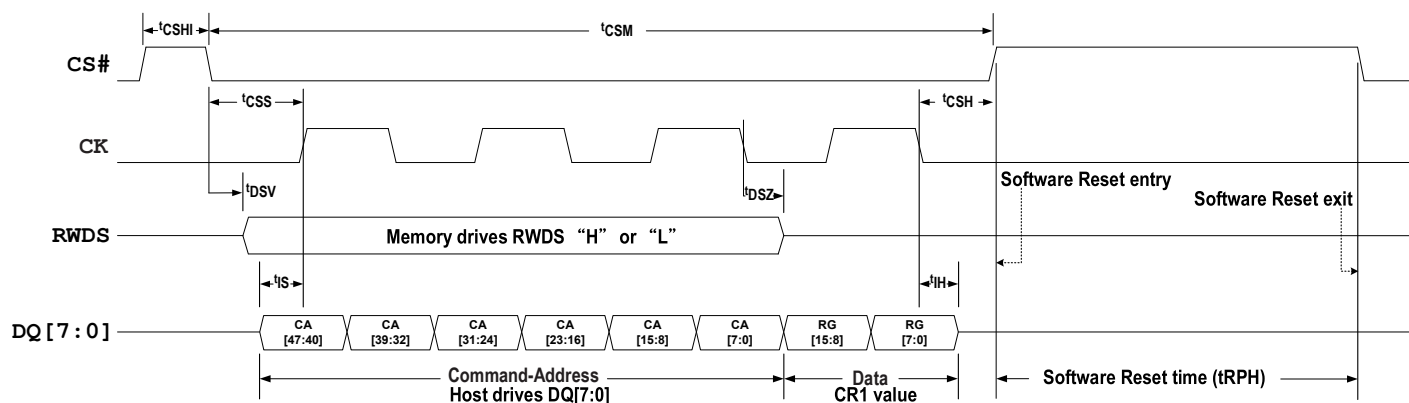 tCSHI
tCSM
CS#
tCSS
tCSH
CK
tDSV
tDSZ
Software Reset entry
Software Reset exit
RWDS
Memory drives RWDS “H” or “L”
tIS
tIH
DQ[7:0]
CA [47:40]
CA [39:32]
CA [31:24]
CA [23:16]
CA [15:8]
CA [7:0]
RG [15:8]
RG [7:0]
Command-Address
Host drives DQ[7:0]
Data
CR1 value
Software Reset time (tRPH)